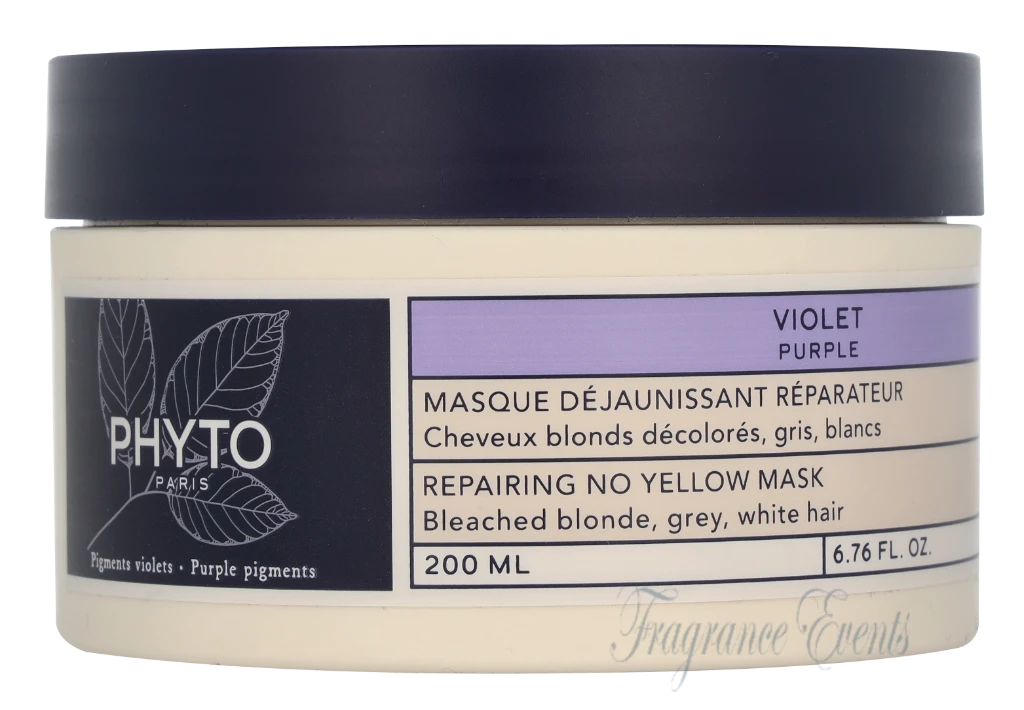 PHYTO
PARIS
Pigments violets • Purple pigments
VIOLET
PURPLE
MASQUE DÉJAUNISSANT RÉPARATEUR
Cheveux blonds décolorés, gris, blancs
REPAIRING NO YELLOW MASK
Bleached blonde, grey, white hair
200 ML
6.76 FL. OZ.
Fragrance Events